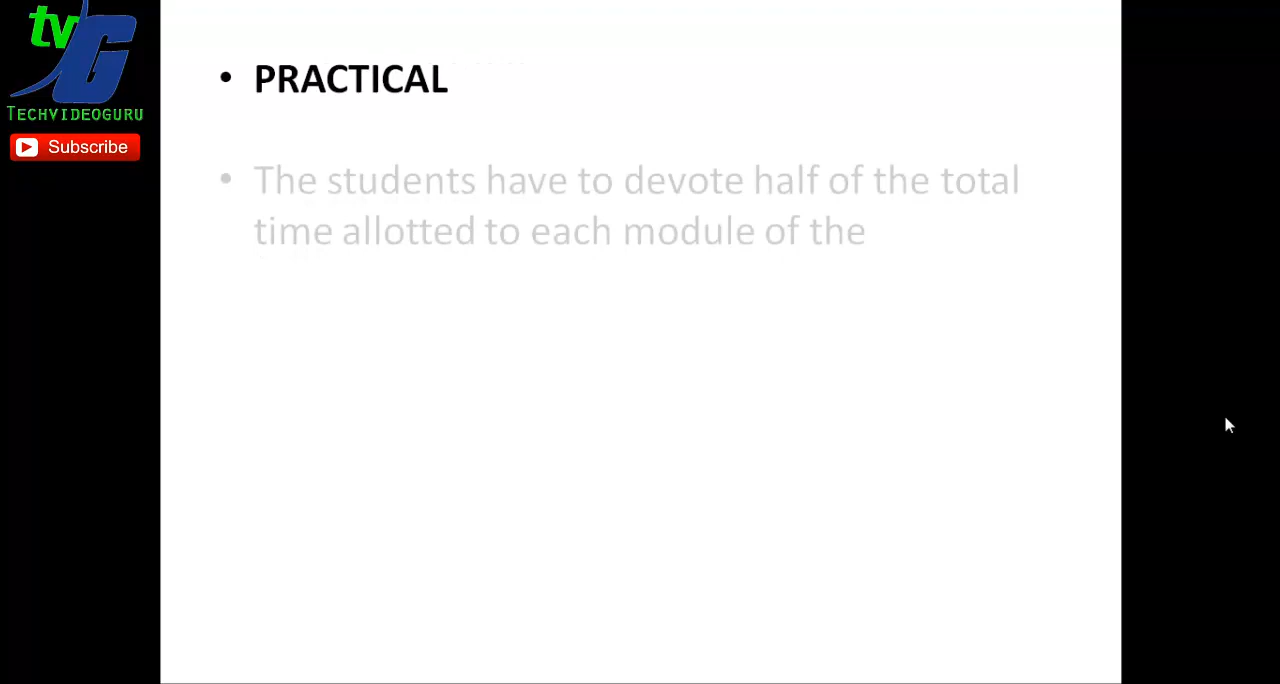 tv
G
TECHVIDEOGURU
Subscribe
• PRACTICAL
• The students have to devote half of the total
time allotted to each module of the